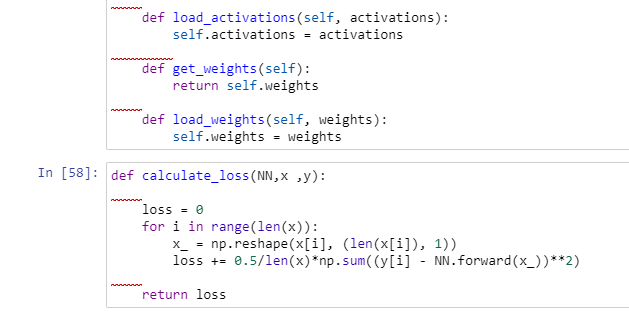 def load_activations(self, activations):
self.activations = activations
def get_weights(self):
return self.weights
def load_weights(self, weights):
self.weights = weights
In [58]: def calculate_loss(NN,x ,y):
loss = 0
for i in range(len(x)):
x_ = np.reshape(x[i], (len(x[i]), 1))
loss += 0.5/len(x)*np.sum((y[i] - NN.forward(x_))**2)
return loss